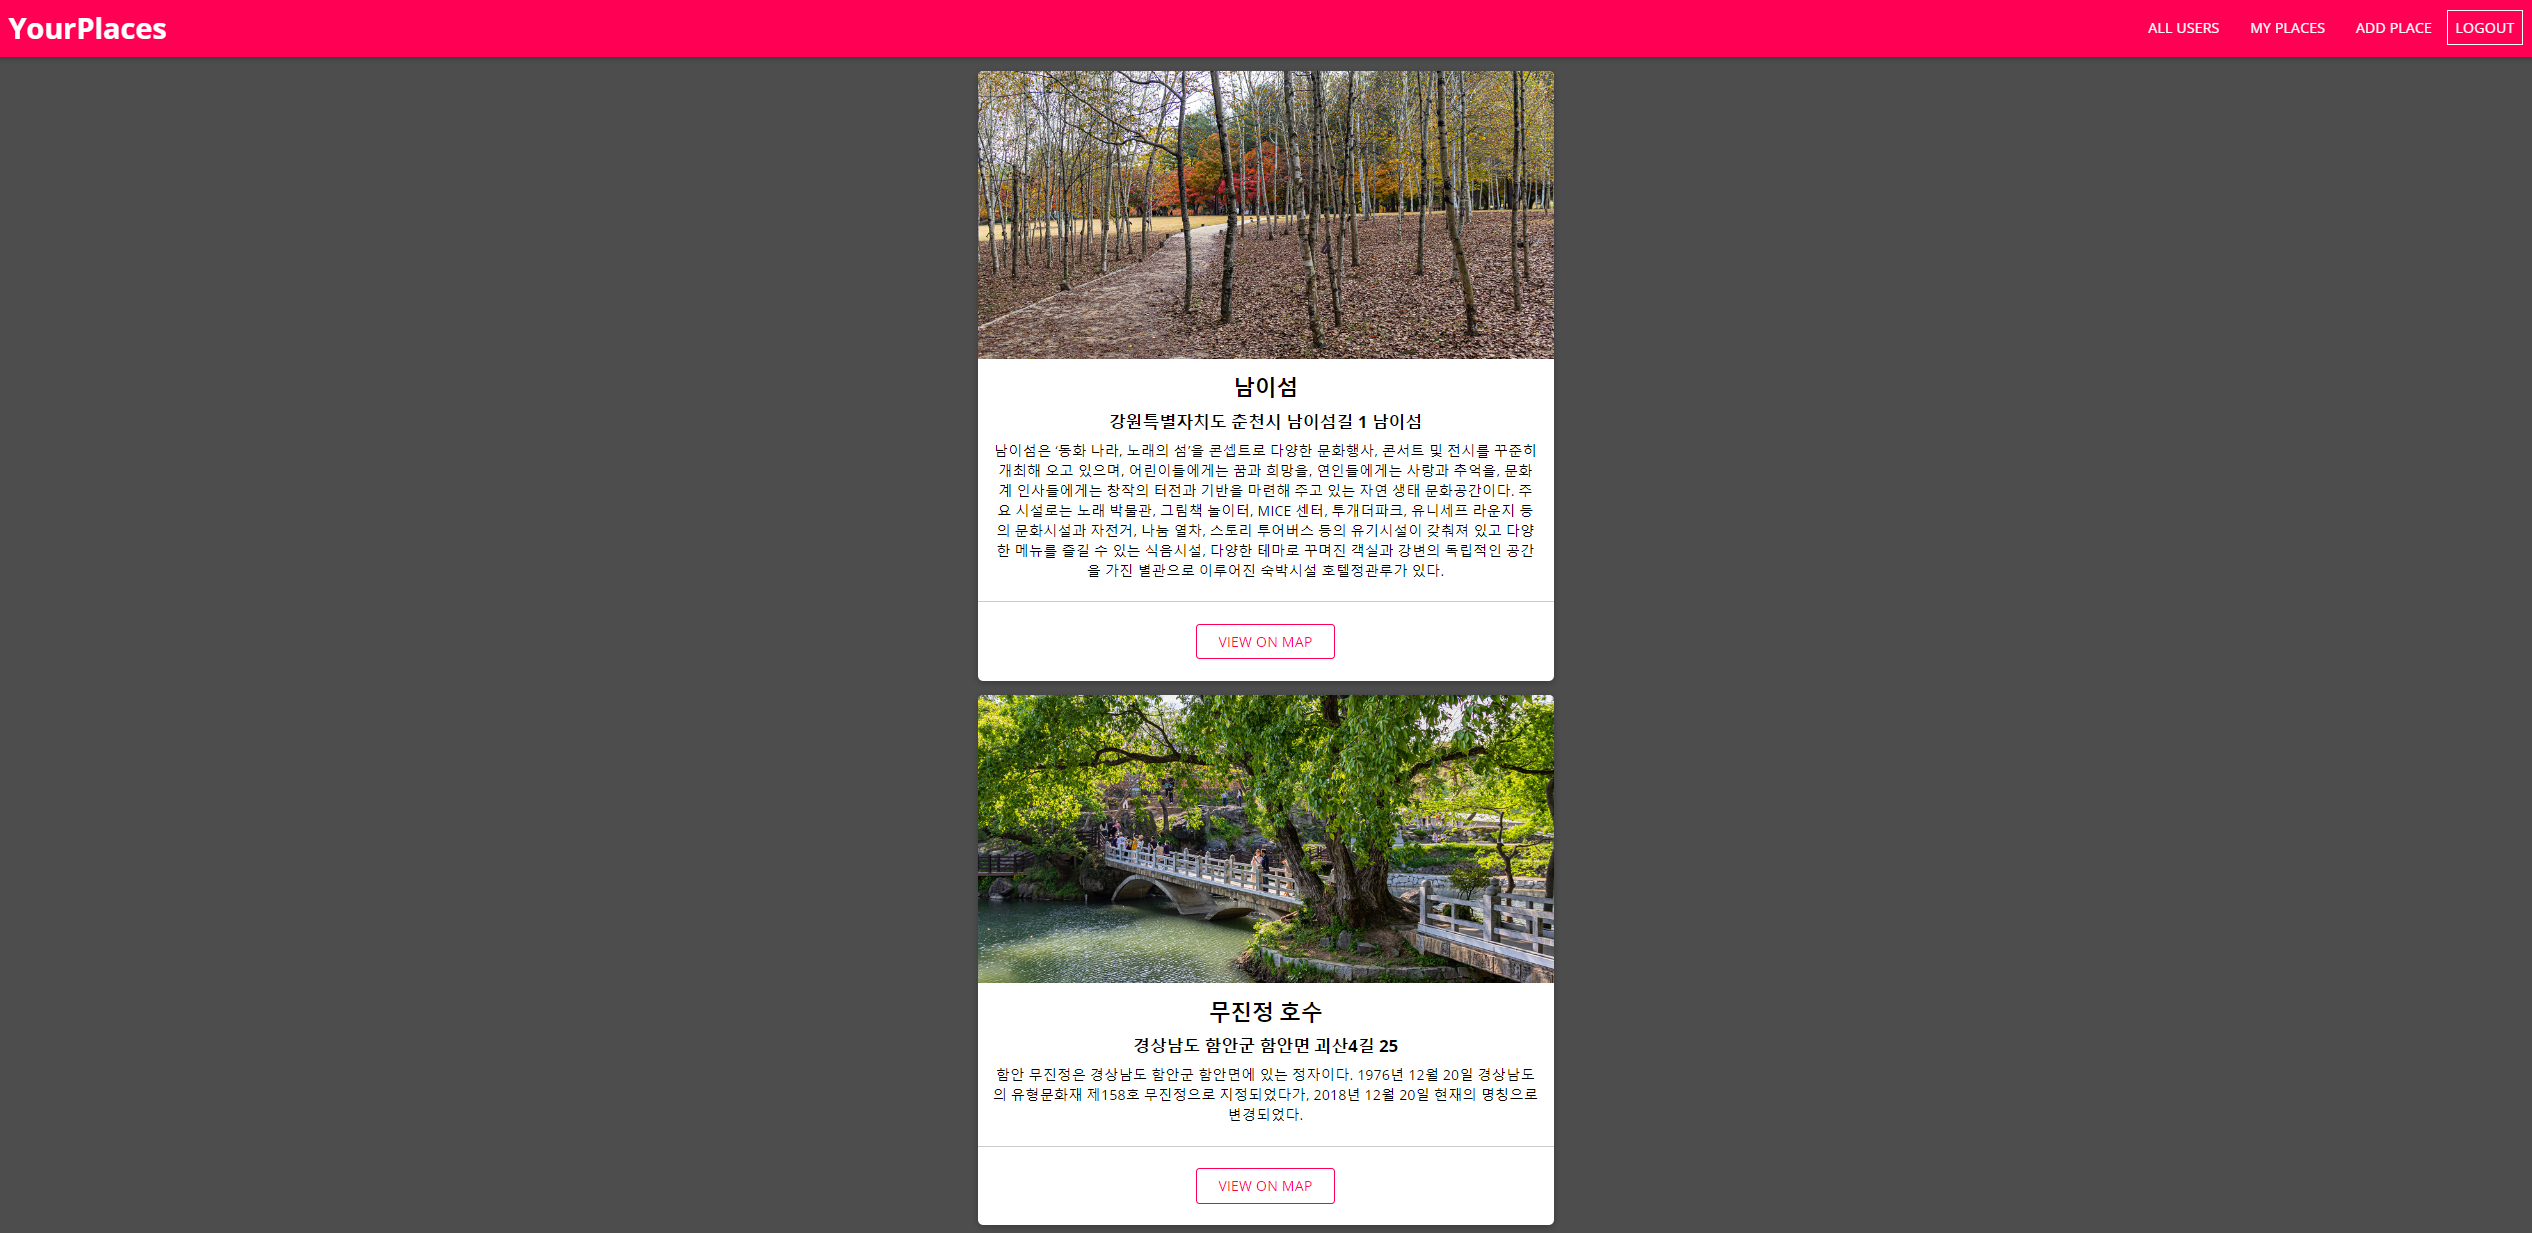 YourPlaces
ALL USERS
MY PLACES
ADD PLACE
LOGOUT
남이섬
강원특별자치도 춘천시 남이섬길 1 남이섬
남이섬은 ‘동화 나라, 노래의 섬’을 콘셉트로 다양한 문화행사, 콘서트 및 전시를 꾸준히
개최해 오고 있으며, 어린이들에게는 꿈과 희망을, 연인들에게는 사랑과 추억을, 문화
계 인사들에게는 창작의 터전과 기반을 마련해 주고 있는 자연 생태 문화공간이다. 주
요 시설로는 노래 박물관, 그림책 놀이터, MICE 센터, 투개더파크, 유니세프 라운지 등
의 문화시설과 자전거, 나눔 열차, 스토리 투어버스 등의 유기시설이 갖춰져 있고 다양
한 메뉴를 즐길 수 있는 식음시설, 다양한 테마로 꾸며진 객실과 강변의 독립적인 공간
을 가진 별관으로 이루어진 숙박시설 호텔정관루가 있다.
VIEW ON MAP
무진정 호수
경상남도 함안군 함안면 괴산4길 25
함안 무진정은 경상남도 함안군 함안면에 있는 정자이다. 1976년 12월 20일 경상남도
의 유형문화재 제158호 무진정으로 지정되었다가, 2018년 12월 20일 현재의 명칭으로
변경되었다.
VIEW ON MAP